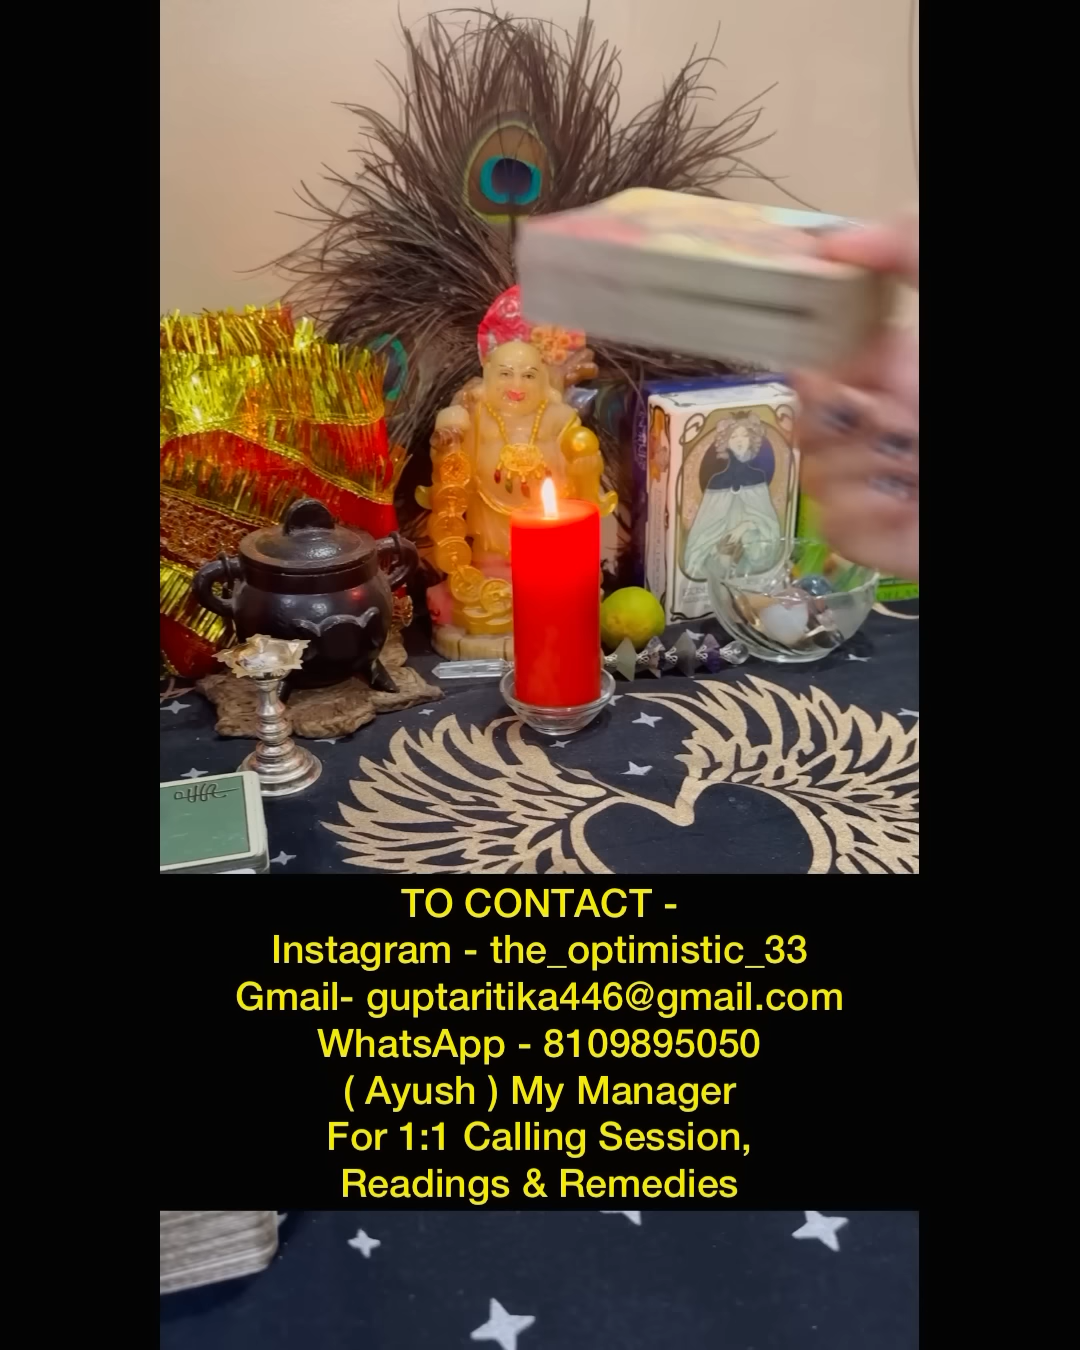 TO CONTACT -
Instagram - the_optimistic_33
Gmail- guptaritika446@gmail.com
WhatsApp - 8109895050
( Ayush ) My Manager
For 1:1 Calling Session,
Readings & Remedies